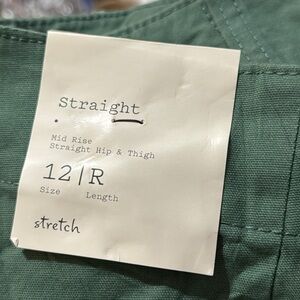 Straight
Mid Rise
Straight Hip & Thigh
12|R
Size Length
stretch